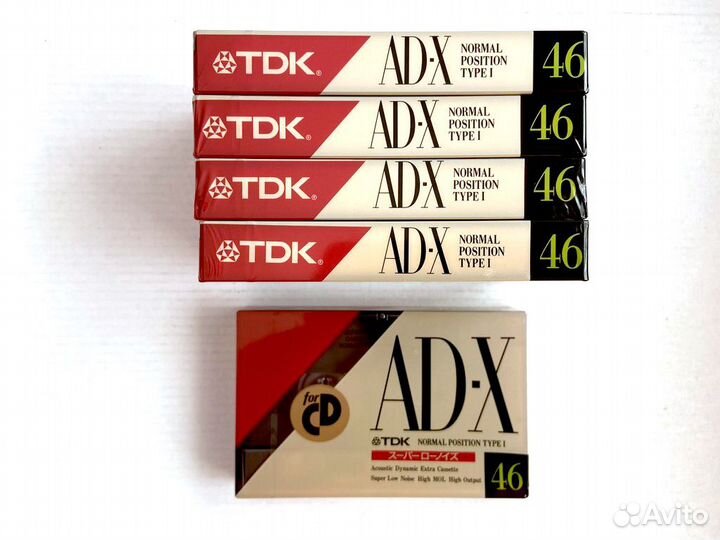 TDK® AD-X NORMAL POSITION TYPE I 46
TDK® AD-X NORMAL POSITION TYPE I 46
TDK® AD-X NORMAL POSITION TYPE I 46
TDK® AD-X NORMAL POSITION TYPE I 46
AD-X
for
CD
TDK NORMAL POSITION TYPE I
スーパーローノイズ
Acoustic Dynamic Extra Cassette
Super Low Noise High MOL High Output
46
Avito